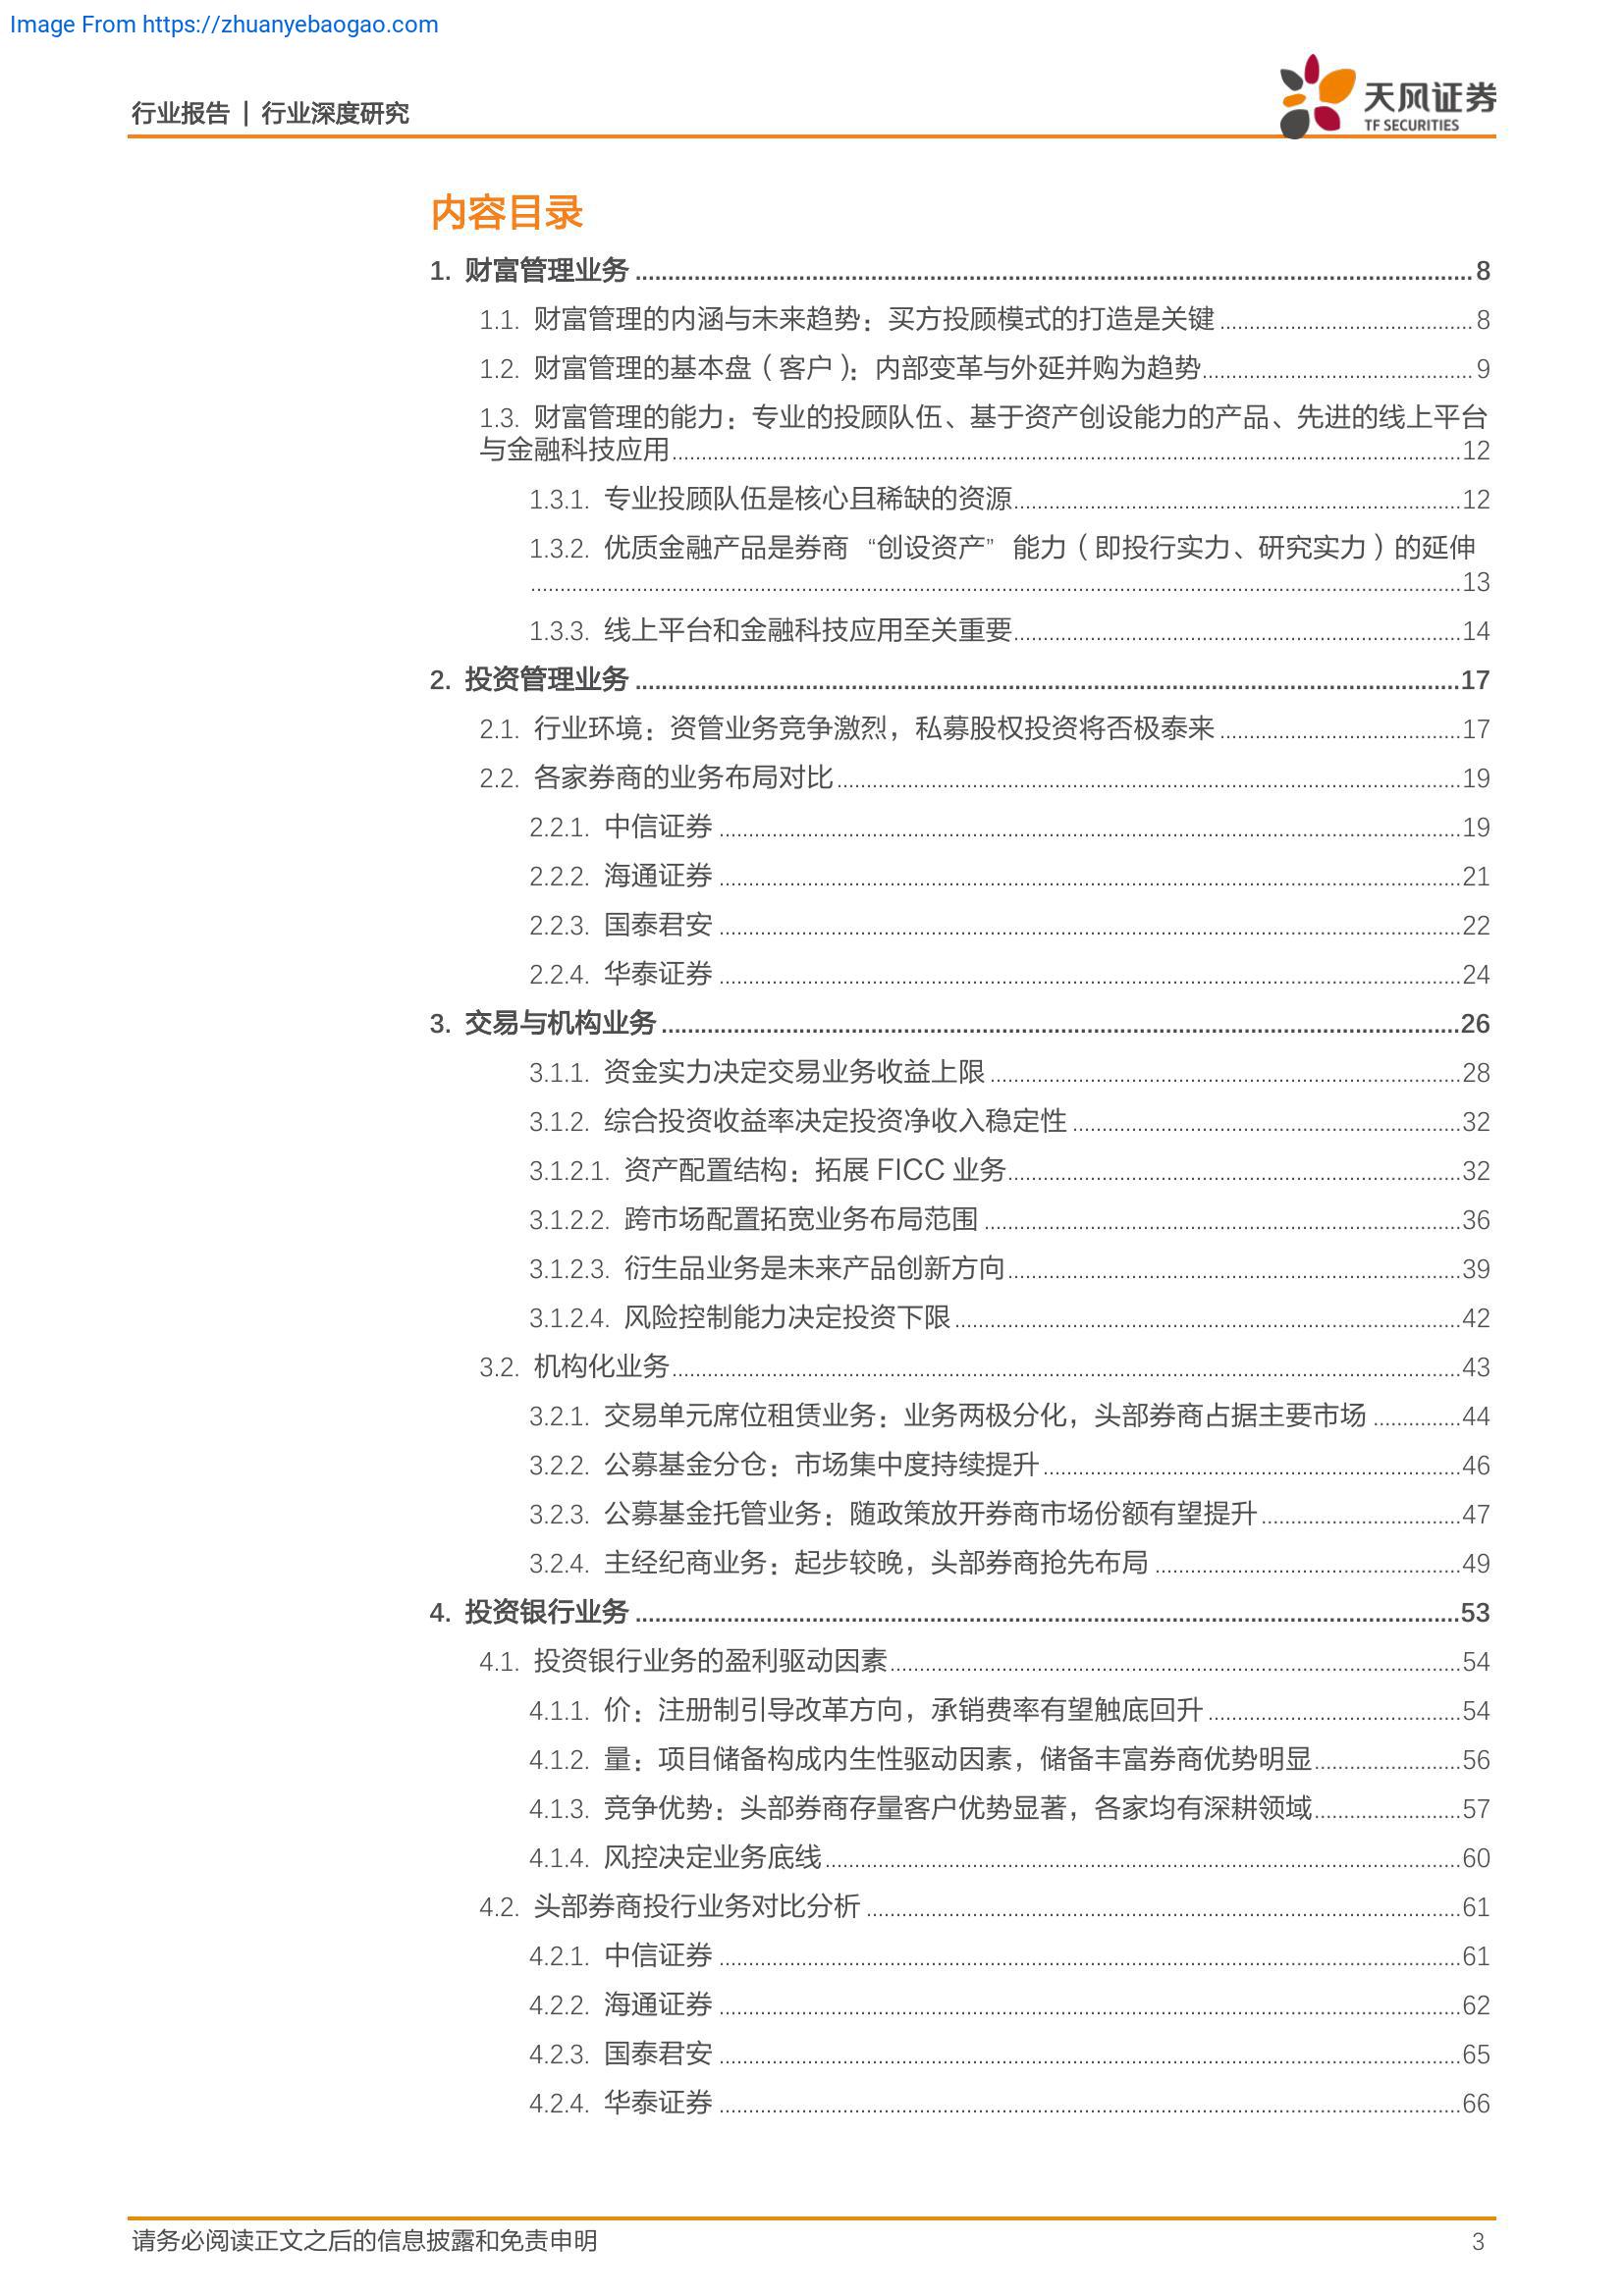 Image From https://zhuanyebaogao.com
行业报告 | 行业深度研究
天风证券
TF SECURITIES
内容目录
1. 财富管理业务 8
1.1. 财富管理的内涵与未来趋势：买方投顾模式的打造是关键 8
1.2. 财富管理的基本盘（客户）：内部变革与外延并购为趋势 9
1.3. 财富管理的能力：专业的投顾队伍、基于资产创设能力的产品、先进的线上平台
与金融科技应用 12
1.3.1. 专业投顾队伍是核心且稀缺的资源 12
1.3.2. 优质金融产品是券商“创设资产”能力（即投行实力、研究实力）的延伸
13
1.3.3. 线上平台和金融科技应用至关重要 14
2. 投资管理业务 17
2.1. 行业环境：资管业务竞争激烈，私募股权投资将否极泰来 17
2.2. 各家券商的业务布局对比 19
2.2.1. 中信证券 19
2.2.2. 海通证券 21
2.2.3. 国泰君安 22
2.2.4. 华泰证券 24
3. 交易与机构业务 26
3.1.1. 资金实力决定交易业务收益上限 28
3.1.2. 综合投资收益率决定投资净收入稳定性 32
3.1.2.1. 资产配置结构：拓展 FICC 业务 32
3.1.2.2. 跨市场配置拓宽业务布局范围 36
3.1.2.3. 衍生品业务是未来产品创新方向 39
3.1.2.4. 风险控制能力决定投资下限 42
3.2. 机构化业务 43
3.2.1. 交易单元席位租赁业务：业务两极分化，头部券商占据主要市场 44
3.2.2. 公募基金分仓：市场集中度持续提升 46
3.2.3. 公募基金托管业务：随政策放开券商市场份额有望提升 47
3.2.4. 主经纪商业务：起步较晚，头部券商抢先布局 49
4. 投资银行业务 53
4.1. 投资银行业务的盈利驱动因素 54
4.1.1. 价：注册制引导改革方向，承销费率有望触底回升 54
4.1.2. 量：项目储备构成内生性驱动因素，储备丰富券商优势明显 56
4.1.3. 竞争优势：头部券商存量客户优势显著，各家均有深耕领域 57
4.1.4. 风控决定业务底线 60
4.2. 头部券商投行业务对比分析 61
4.2.1. 中信证券 61
4.2.2. 海通证券 62
4.2.3. 国泰君安 65
4.2.4. 华泰证券 66
请务必阅读正文之后的信息披露和免责申明 3